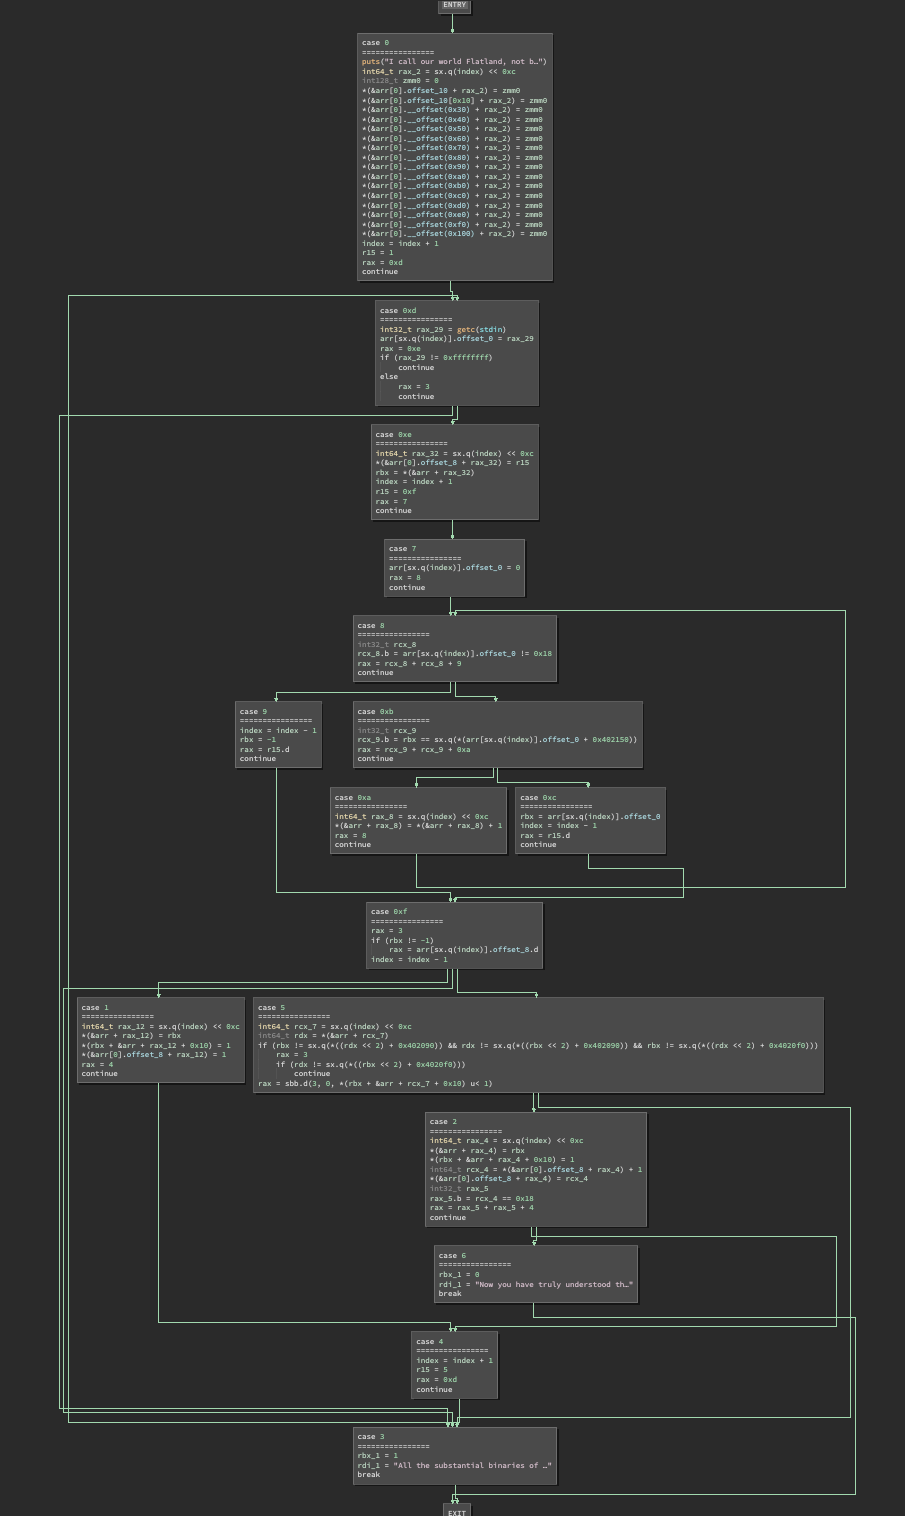 ENTRY
case 0
================
puts("I call our world Flatland, not b…")
int64_t rax_2 = sx.q(index) << 0xc
int128_t zmm0 = 0
*(&arr[0].offset_10 + rax_2) = zmm0
*(&arr[0].offset_10[0x10] + rax_2) = zmm0
*(&arr[0].__offset(0x30) + rax_2) = zmm0
*(&arr[0].__offset(0x40) + rax_2) = zmm0
*(&arr[0].__offset(0x50) + rax_2) = zmm0
*(&arr[0].__offset(0x60) + rax_2) = zmm0
*(&arr[0].__offset(0x70) + rax_2) = zmm0
*(&arr[0].__offset(0x80) + rax_2) = zmm0
*(&arr[0].__offset(0x90) + rax_2) = zmm0
*(&arr[0].__offset(0xa0) + rax_2) = zmm0
*(&arr[0].__offset(0xb0) + rax_2) = zmm0
*(&arr[0].__offset(0xc0) + rax_2) = zmm0
*(&arr[0].__offset(0xd0) + rax_2) = zmm0
*(&arr[0].__offset(0xe0) + rax_2) = zmm0
*(&arr[0].__offset(0xf0) + rax_2) = zmm0
*(&arr[0].__offset(0x100) + rax_2) = zmm0
index = index + 1
r15 = 1
rax = 0xd
continue
case 0xd
================
int32_t rax_29 = getc(stdin)
arr[sx.q(index)].offset_0 = rax_29
rax = 0xe
if (rax_29 != 0xffffffff)
continue
else
rax = 3
continue
case 0xe
================
int64_t rax_32 = sx.q(index) << 0xc
*(&arr[0].offset_8 + rax_32) = r15
rbx = *(&arr + rax_32)
index = index + 1
r15 = 0xf
rax = 7
continue
case 7
================
arr[sx.q(index)].offset_0 = 0
rax = 8
continue
case 8
================
int32_t rcx_8
rcx_8.b = arr[sx.q(index)].offset_0 != 0x18
rax = rcx_8 + rcx_8 + 9
continue
case 9
================
index = index - 1
rbx = -1
rax = r15.d
continue
case 0xb
================
int32_t rcx_9
rcx_9.b = rbx == sx.q(*(arr[sx.q(index)].offset_0 + 0x402150))
rax = rcx_9 + rcx_9 + 0xa
continue
case 0xa
================
int64_t rax_8 = sx.q(index) << 0xc
*(&arr + rax_8) = *(&arr + rax_8) + 1
rax = 8
continue
case 0xc
================
rbx = arr[sx.q(index)].offset_0
index = index - 1
rax = r15.d
continue
case 0xf
================
rax = 3
if (rbx != -1)
rax = arr[sx.q(index)].offset_8.d
index = index - 1
case 1
================
int64_t rax_12 = sx.q(index) << 0xc
*(&arr + rax_12) = rbx
*(rbx + &arr + rax_12 + 0x10) = 1
*(&arr[0].offset_8 + rax_12) = 1
rax = 4
continue
case 5
================
int64_t rcx_7 = sx.q(index) << 0xc
int64_t rdx = *(&arr + rcx_7)
if (rbx != sx.q(*((rdx << 2) + 0x402090)) && rdx != sx.q(*((rbx << 2) + 0x402090)) && rbx != sx.q(*((rdx << 2) + 0x4020f0)))
rax = 3
if (rdx != sx.q(*((rbx << 2) + 0x4020f0)))
continue
rax = sbb.d(3, 0, *(rbx + &arr + rcx_7 + 0x10) u< 1)
case 2
================
int64_t rax_4 = sx.q(index) << 0xc
*(&arr + rax_4) = rbx
*(rbx + &arr + rax_4 + 0x10) = 1
int64_t rcx_4 = *(&arr[0].offset_8 + rax_4) + 1
*(&arr[0].offset_8 + rax_4) = rcx_4
int32_t rax_5
rax_5.b = rcx_4 == 0x18
rax = rax_5 + rax_5 + 4
continue
case 6
================
rbx_1 = 0
rdi_1 = "Now you have truly understood th…"
break
case 4
================
index = index + 1
r15 = 5
rax = 0xd
continue
case 3
================
rbx_1 = 1
rdi_1 = "All the substantial binaries of …"
break
EXIT